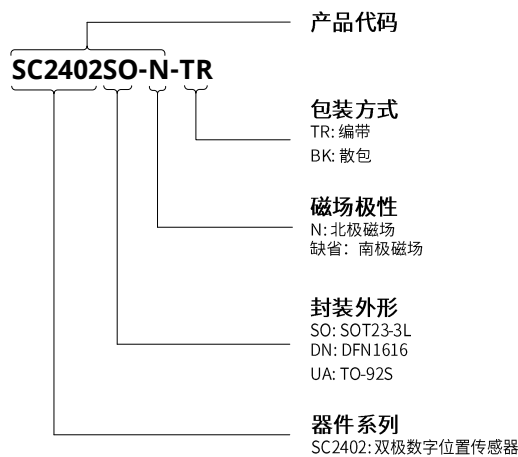 产品代码
SC2402SO-N-TR
包装方式
TR: 编带
BK: 散包
磁场极性
N: 北极磁场
缺省：南极磁场
封装外形
SO: SOT23-3L
DN: DFN1616
UA: TO-92S
器件系列
SC2402: 双极数字位置传感器